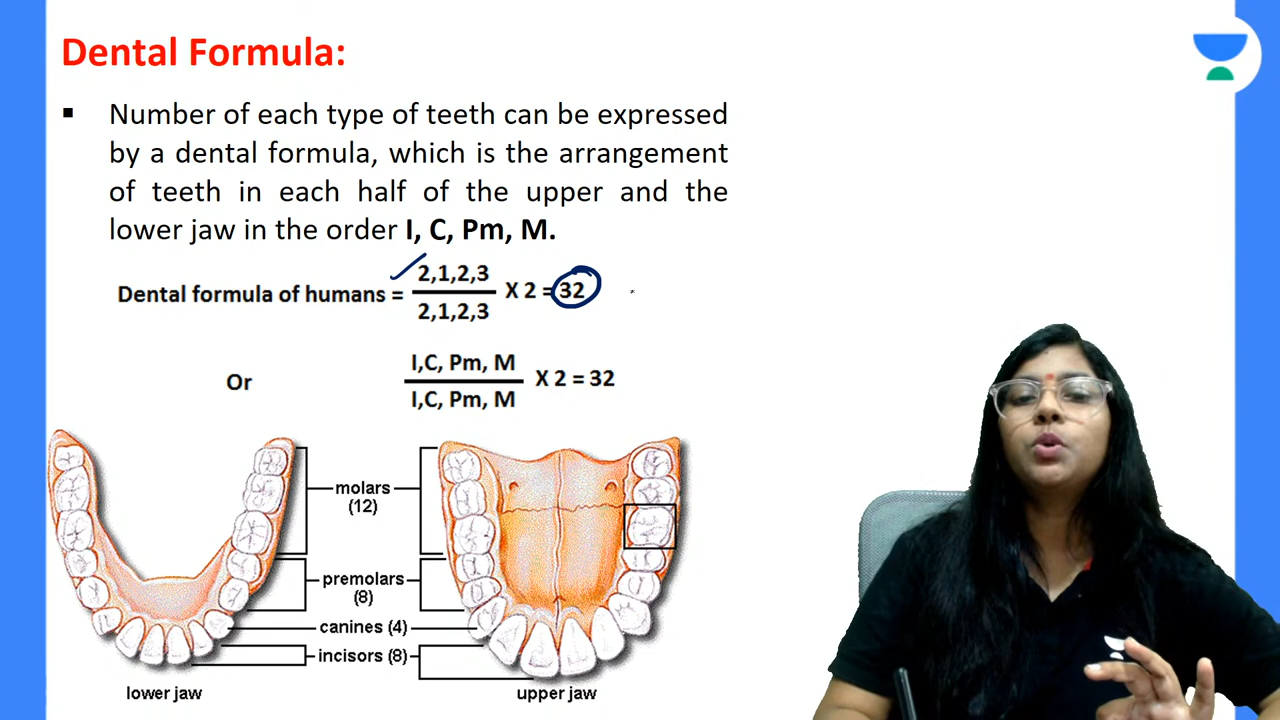 Dental Formula:
▪ Number of each type of teeth can be expressed
by a dental formula, which is the arrangement
of teeth in each half of the upper and the
lower jaw in the order I, C, Pm, M.
Dental formula of humans = 2,1,2,3 / 2,1,2,3 X 2 = 32
Or I,C, Pm, M / I,C, Pm, M X 2 = 32
molars
(12)
premolars
(8)
canines (4)
incisors (8)
lower jaw
upper jaw